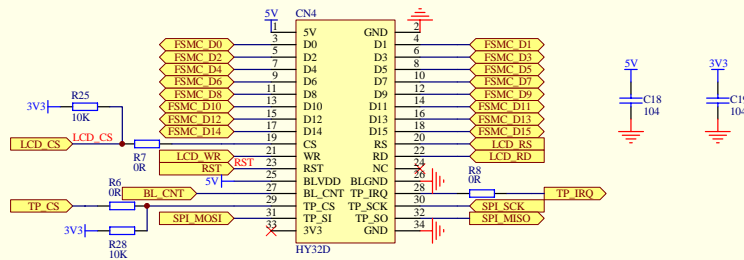 5V CN4
1 5V GND 2
FSMC_D0 3 D0 D1 4 FSMC_D1
FSMC_D2 5 D2 D3 6 FSMC_D3
FSMC_D4 7 D4 D5 8 FSMC_D5
FSMC_D6 9 D6 D7 10 FSMC_D7
FSMC_D8 11 D8 D9 12 FSMC_D9
FSMC_D10 13 D10 D11 14 FSMC_D11
FSMC_D12 15 D12 D13 16 FSMC_D13
FSMC_D14 17 D14 D15 18 FSMC_D15
LCD_CS LCD_CS 19 CS RS 20 LCD_RS
LCD_WR 21 WR RD 22 LCD_RD
RST RST 23 RST NC 24
5V 25 BLVDD BLGND 26
BL_CNT 27 BL_CNT TP_IRQ 28 TP_IRQ
TP_CS 29 TP_CS TP_SCK 30 SPI_SCK
SPI_MOSI 31 TP_SI TP_SO 32 SPI_MISO
33 3V3 GND 34
HY32D
3V3 R25
10K
R7
0R
R6
0R
3V3 R28
10K
R8
0R
5V
C18
104
3V3
104